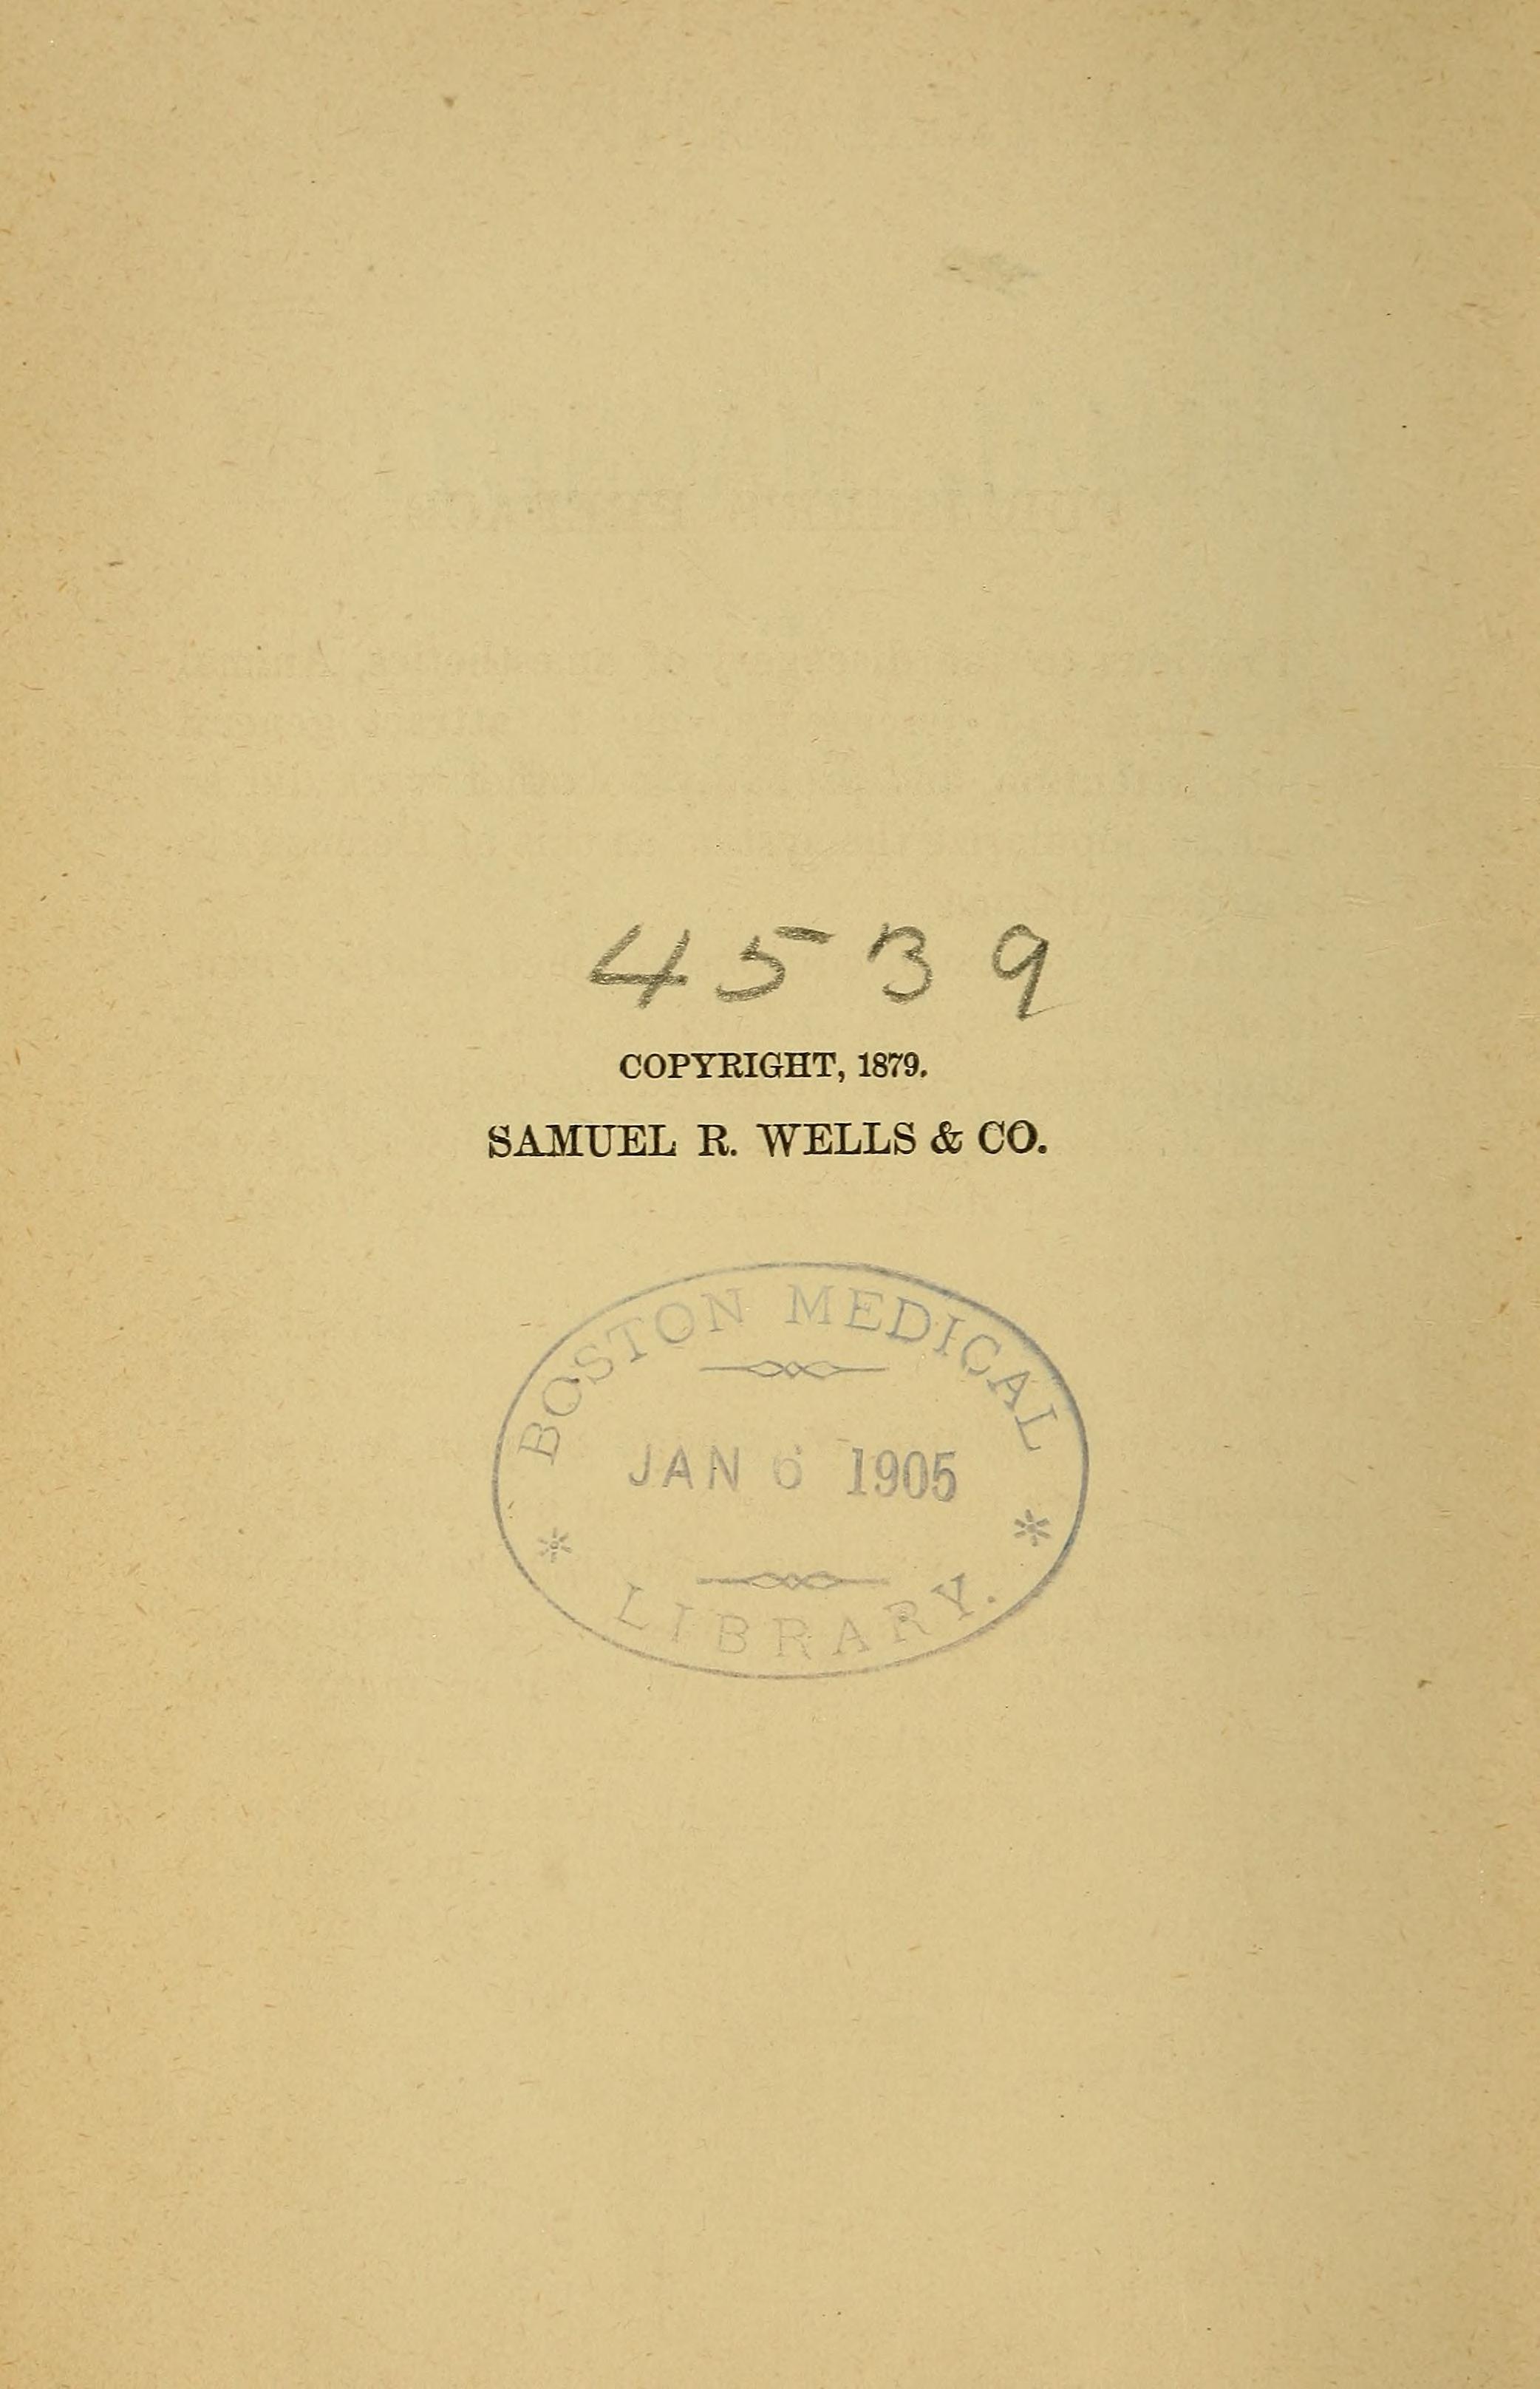 4539
COPYRIGHT, 1879.
SAMUEL R. WELLS & CO.
BOSTON MEDICAL
JAN 6 1905
LIBRARY.